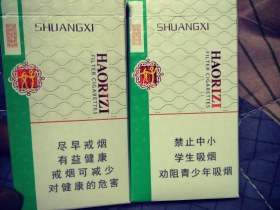 SHUANGXI
HAORIZI
FILTER CIGARETTES
尽早戒烟
有益健康
戒烟可减少
对健康的危害
SHUANGXI
HAORIZI
FILTER CIGARETTES
禁止中小
学生吸烟
劝阻青少年吸烟